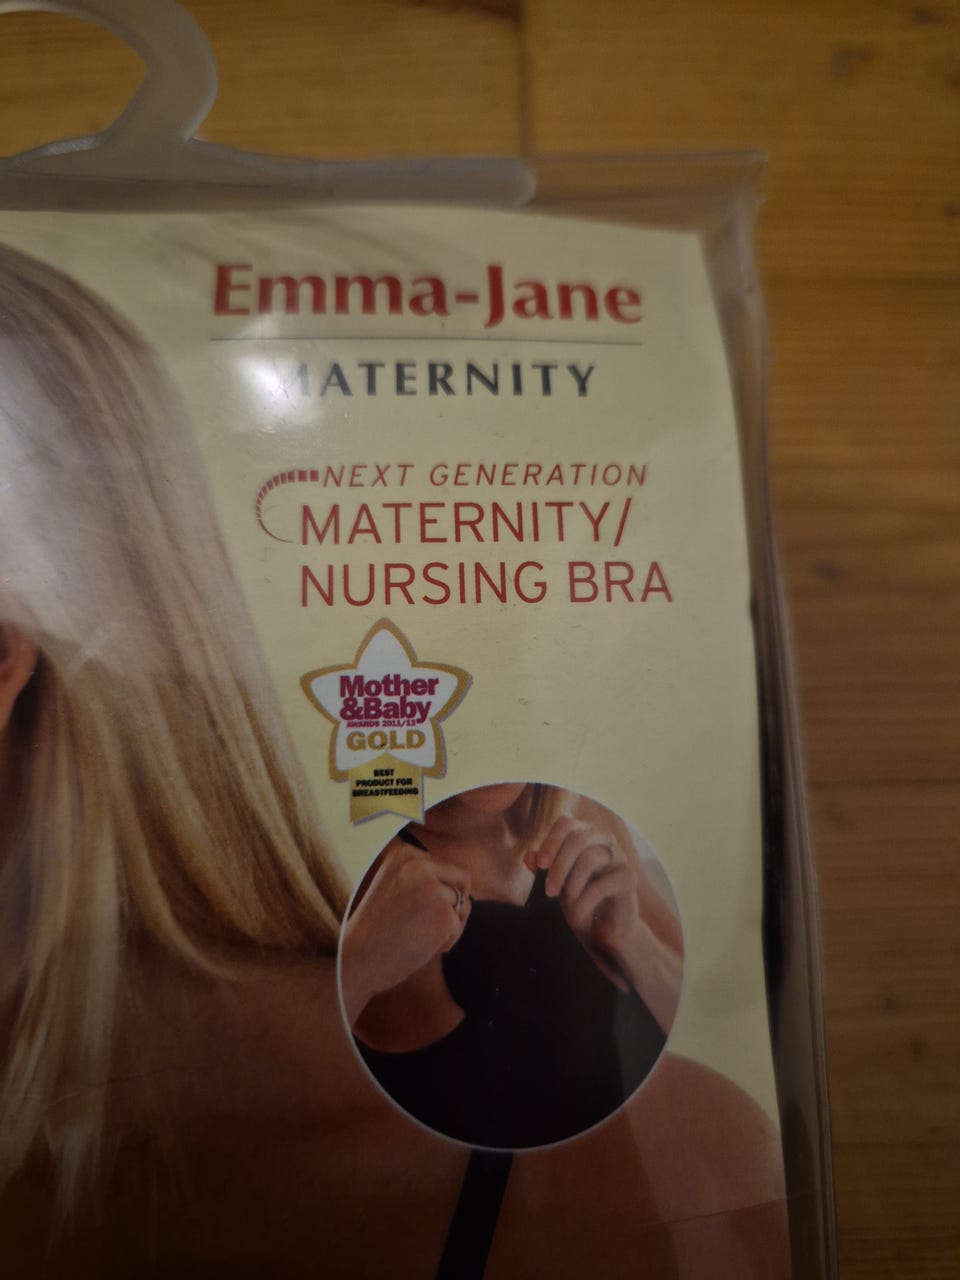 Emma-Jane
MATERNITY
NEXT GENERATION
MATERNITY/
NURSING BRA
Mother
&Baby
AWARDS 2011/12
GOLD
BEST
PRODUCT FOR
BREASTFEEDING